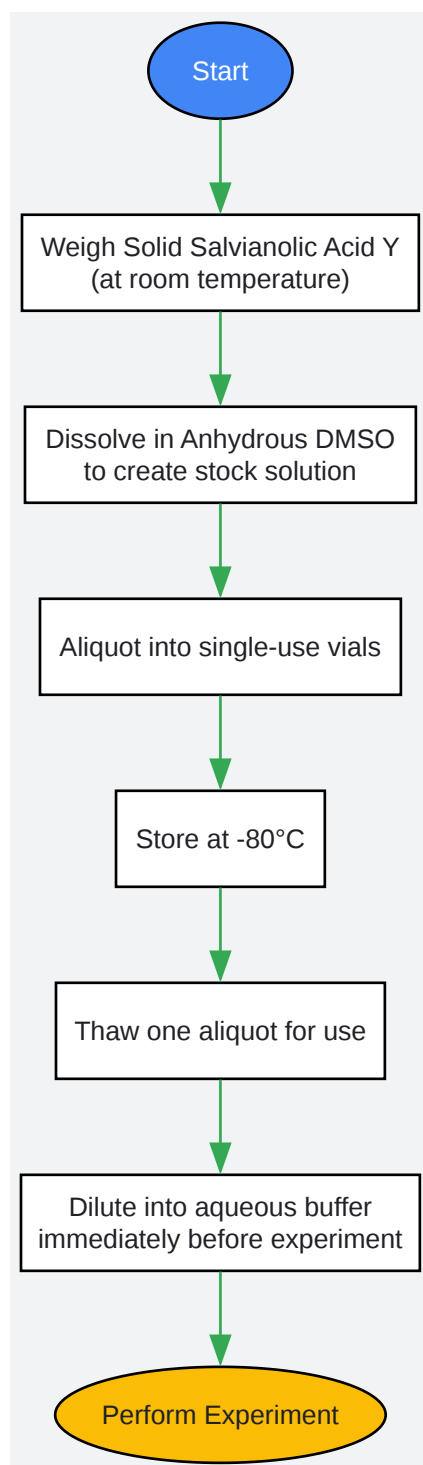 Start
Weigh Solid Salvianolic Acid Y
(at room temperature)
Dissolve in Anhydrous DMSO
to create stock solution
Aliquot into single-use vials
Store at -80°C
Thaw one aliquot for use
Dilute into aqueous buffer
immediately before experiment
Perform Experiment